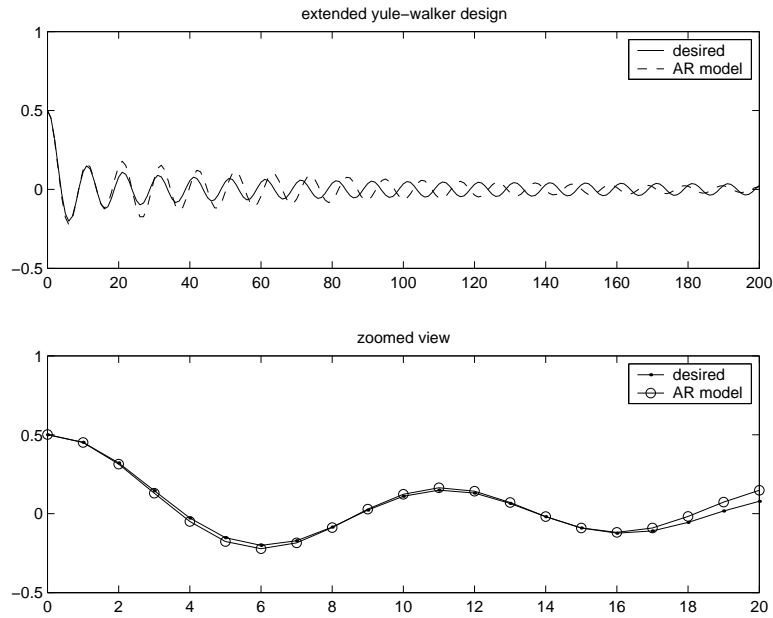 extended yule−walker design
1
0.5
0
−0.5
desired
AR model
0 20 40 60 80 100 120 140 160 180 200
zoomed view
1
0.5
0
−0.5
desired
AR model
0 2 4 6 8 10 12 14 16 18 20